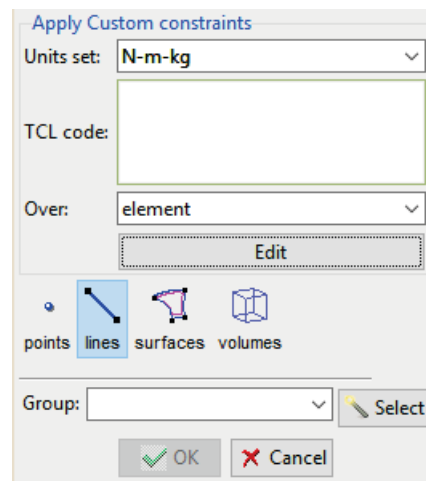 Apply Custom constraints
Units set: N-m-kg
TCL code:
Over: element
Edit
points lines surfaces volumes
Group: Select
OK Cancel